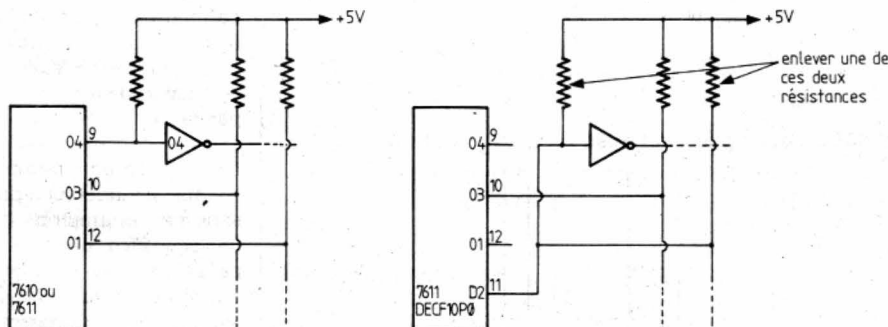 +5V
04
9
04
03
10
01
12
7610 ou
7611
+5V
enlever une de
ces deux
résistances
04
9
03
10
01
12
D2
11
7611
DECF10PØ